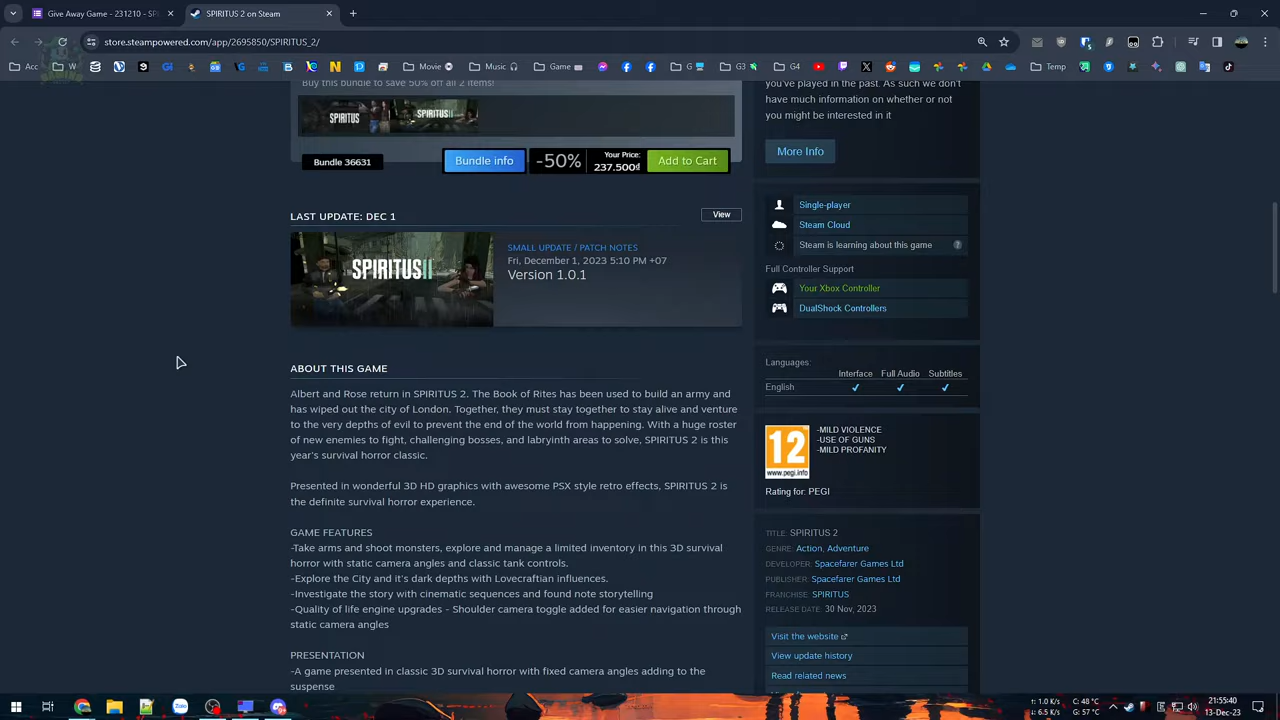 Give Away Game - 231210 - SP
SPIRITUS 2 on Steam
store.steampowered.com/app/2695850/SPIRITUS_2/
Acc
W
Movie
Music
Game
G
G3
Temp
Buy this bundle to save 50% off all 2 items!
SPIRITUS
SPIRITUS II
Bundle 36631
Bundle info
-50%
Your Price:
237.500₫
Add to Cart
LAST UPDATE: DEC 1
View
SPIRITUS II
SMALL UPDATE / PATCH NOTES
Fri, December 1, 2023 5:10 PM +07
Version 1.0.1
ABOUT THIS GAME
Albert and Rose return in SPIRITUS 2. The Book of Rites has been used to build an army and
has wiped out the city of London. Together, they must stay together to stay alive and venture
to the very depths of evil to prevent the end of the world from happening. With a huge roster
of new enemies to fight, challenging bosses, and labryinth areas to solve, SPIRITUS 2 is this
year's survival horror classic.
Presented in wonderful 3D HD graphics with awesome PSX style retro effects, SPIRITUS 2 is
the definite survival horror experience.
GAME FEATURES
-Take arms and shoot monsters, explore and manage a limited inventory in this 3D survival
horror with static camera angles and classic tank controls.
-Explore the City and it's dark depths with Lovecraftian influences.
-Investigate the story with cinematic sequences and found note storytelling
-Quality of life engine upgrades - Shoulder camera toggle added for easier navigation through
static camera angles
PRESENTATION
-A game presented in classic 3D survival horror with fixed camera angles adding to the
suspense
you've played in the past. As such we don't
have much information on whether or not
you might be interested in it
More Info
Single-player
Steam Cloud
Steam is learning about this game
?
Full Controller Support
Your Xbox Controller
DualShock Controllers
Languages:
Interface Full Audio Subtitles
English ✔ ✔ ✔
12
www.pegi.info
-MILD VIOLENCE
-USE OF GUNS
-MILD PROFANITY
Rating for: PEGI
TITLE: SPIRITUS 2
GENRE: Action, Adventure
DEVELOPER: Spacefarer Games Ltd
PUBLISHER: Spacefarer Games Ltd
FRANCHISE: SPIRITUS
RELEASE DATE: 30 Nov, 2023
Visit the website
View update history
Read related news
Zalo
1.0 K/s
6.5 K/s
C: 48 °C
G: 57 °C
21:55:40
13-Dec-23